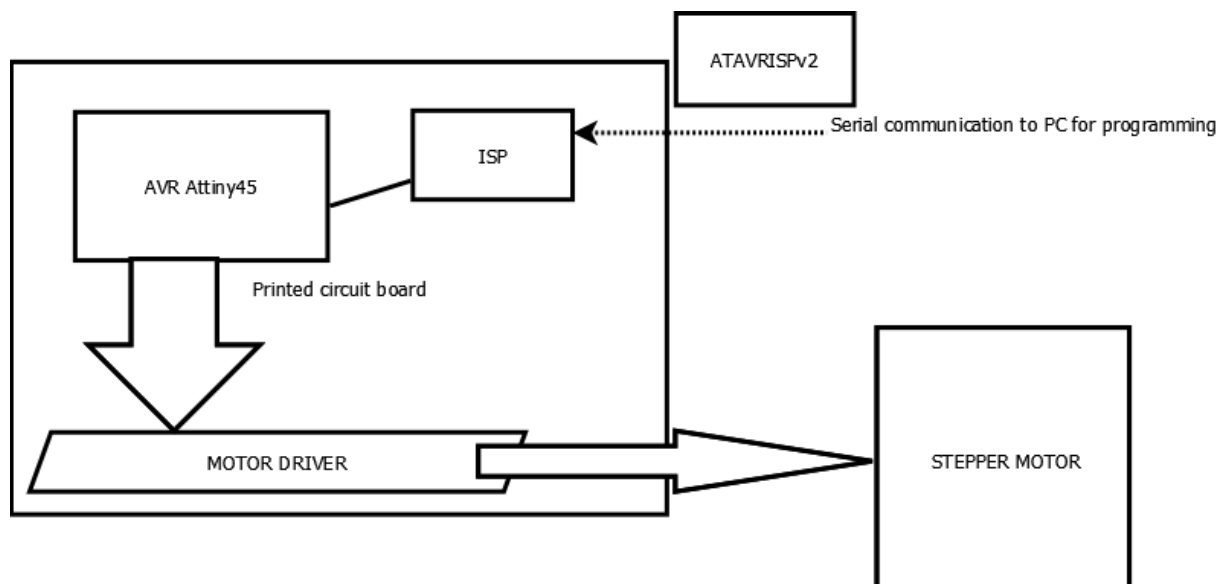 ATAVRISPv2
Serial communication to PC for programming
ISP
AVR Attiny45
Printed circuit board
MOTOR DRIVER
STEPPER MOTOR